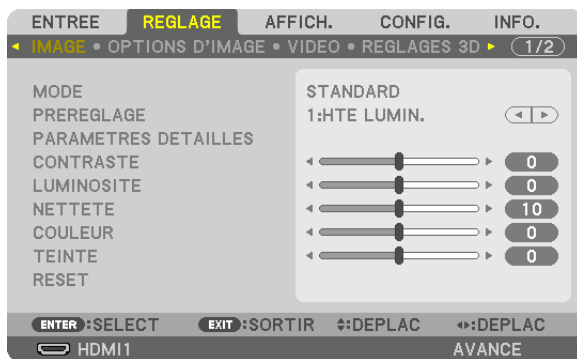 ENTREE REGLAGE AFFICH. CONFIG. INFO.
IMAGE • OPTIONS D'IMAGE • VIDEO • REGLAGES 3D 1/2
MODE STANDARD
PREREGLAGE 1:HTE LUMIN.
PARAMETRES DETAILLES
CONTRASTE 0
LUMINOSITE 0
NETTETE 10
COULEUR 0
TEINTE 0
RESET
ENTER :SELECT EXIT :SORTIR :DEPLAC :DEPLAC
HDMI1 AVANCE